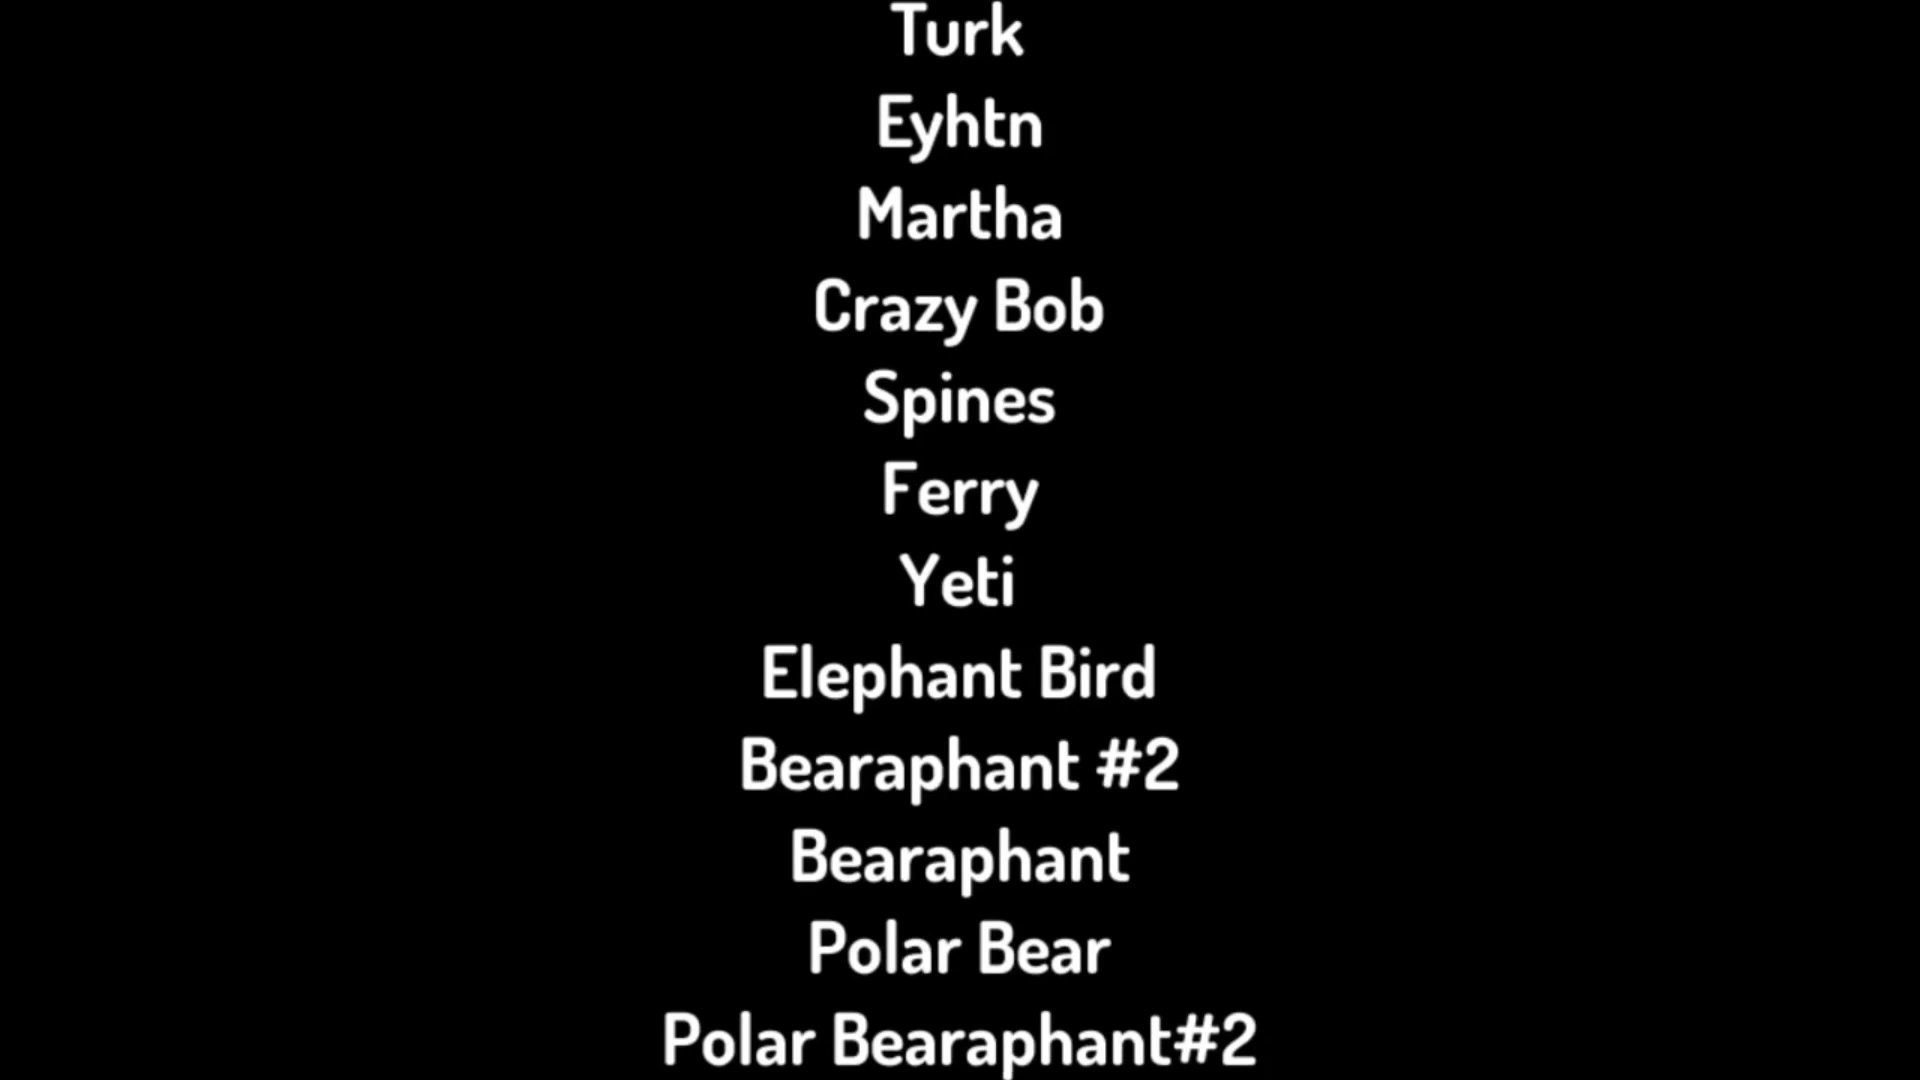 Turk
Eyhtn
Martha
Crazy Bob
Spines
Ferry
Yeti
Elephant Bird
Bearaphant #2
Bearaphant
Polar Bear
Polar Bearaphant#2